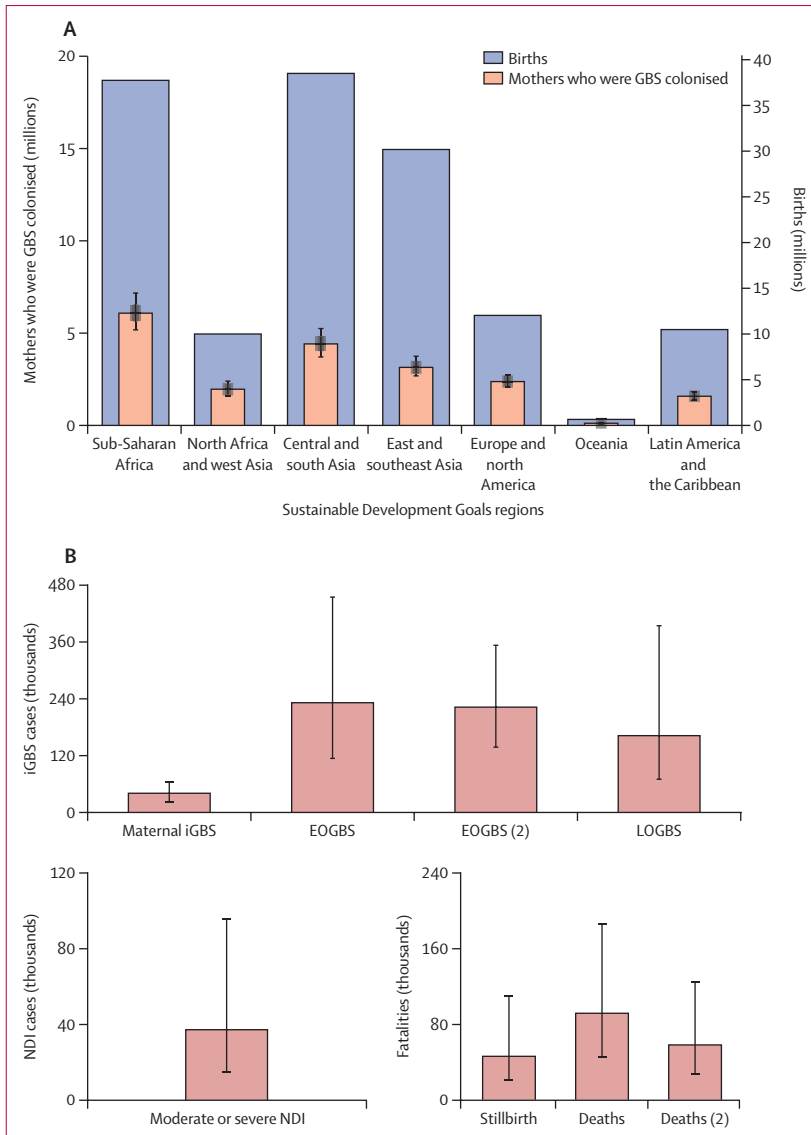 A
Births
Mothers who were GBS colonised
20
15
10
5
0
Mothers who were GBS colonised (millions)
40
35
30
25
20
15
10
5
0
Births (millions)
Sub-Saharan
Africa
North Africa
and west Asia
Central and
south Asia
East and
southeast Asia
Europe and
north
America
Oceania
Latin America
and
the Caribbean
Sustainable Development Goals regions
B
480
360
240
120
0
iGBS cases (thousands)
Maternal iGBS
EOGBS
EOGBS (2)
LOGBS
120
80
40
0
NDI cases (thousands)
Moderate or severe NDI
240
160
80
0
Fatalities (thousands)
Stillbirth
Deaths
Deaths (2)